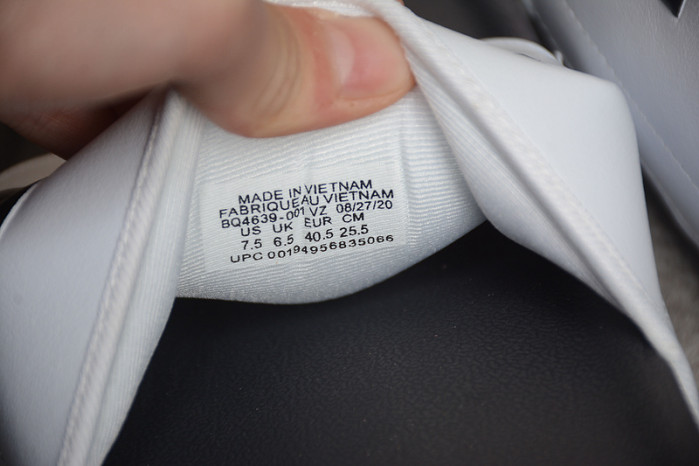 MADE IN VIETNAM
FABRIQUE AU VIETNAM
BQ4639-001 VZ 08/27/20
US UK EUR CM
7.5 6.5 40.5 25.5
UPC 00194956835066